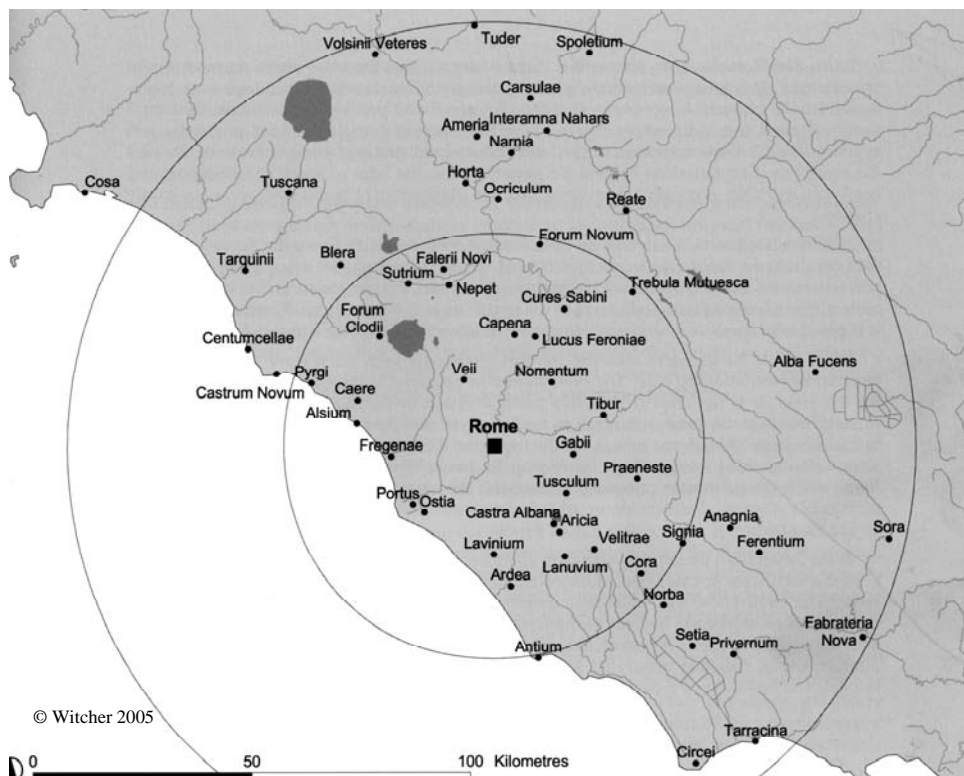 Tuder
Volsinii Veteres
Spoletium
Carsulae
Interamna Nahars
Ameria
Narnia
Horta
Ocriculum
Cosa
Tuscana
Reate
Forum Novum
Blera
Tarquinii
Falerii Novi
Sutrium
Nepet
Trebula Mutuesca
Cures Sabini
Forum
Clodii
Capena
Lucus Feroniae
Centumcellae
Alba Fucens
Pyrgi
Veii
Nomentum
Castrum Novum
Caere
Tibur
Alsium
Rome
Fregenae
Gabii
Praeneste
Tusculum
Portus
Ostia
Castra Albana
Aricia
Anagnia
Sora
Signia
Ferentium
Velitrae
Lavinium
Lanuvium
Cora
Ardea
Norba
Fabrateria
Nova
Setia
Privernum
Antium
© Witcher 2005
Tarracina
Circei
0 50 100 Kilometres